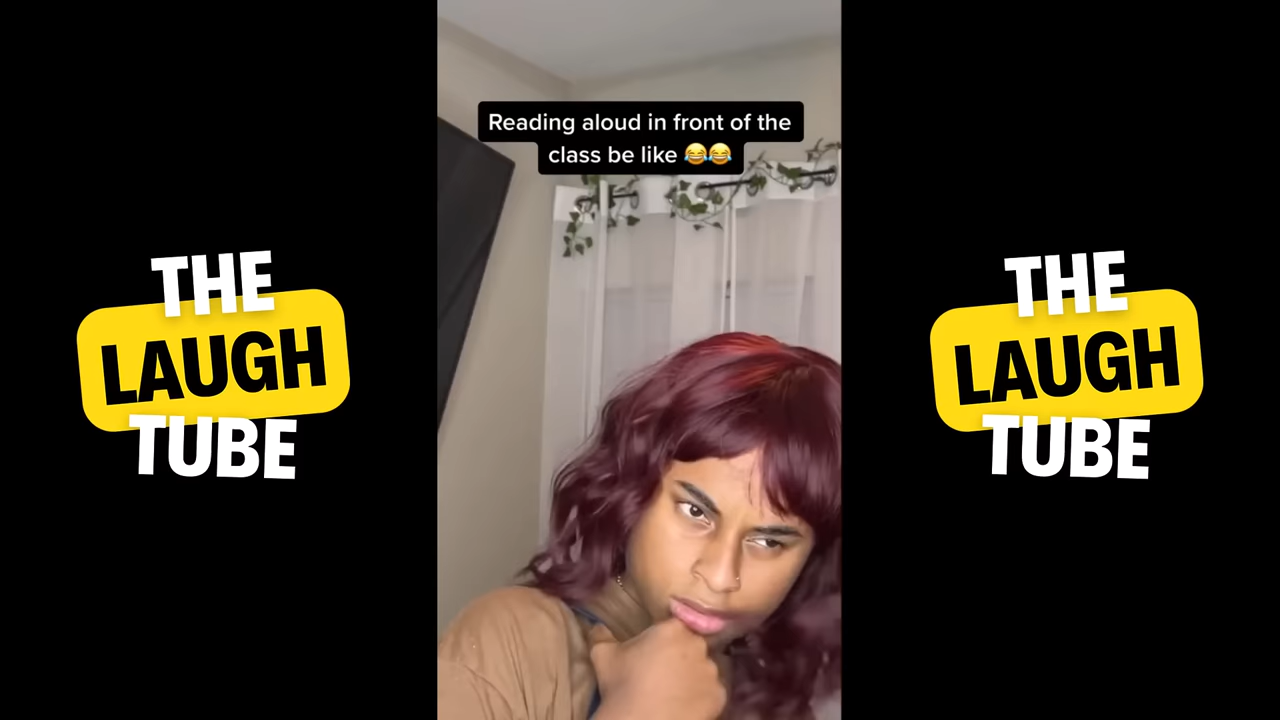 Reading aloud in front of the
class be like 😂😂
THE
LAUGH
TUBE
THE
LAUGH
TUBE